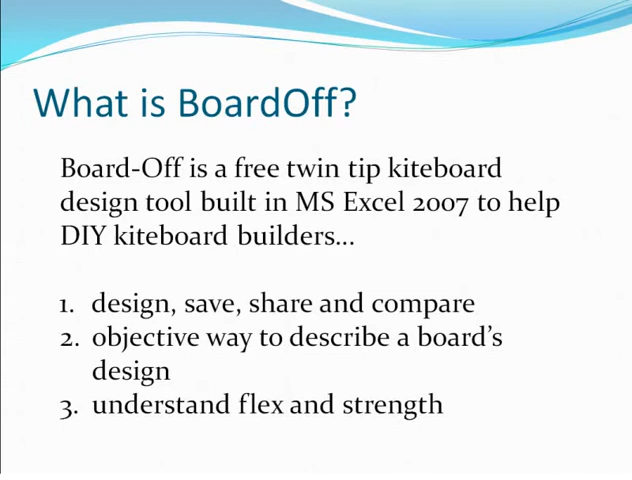 What is BoardOff?
Board-Off is a free twin tip kiteboard
design tool built in MS Excel 2007 to help
DIY kiteboard builders...
1. design, save, share and compare
2. objective way to describe a board's
design
3. understand flex and strength